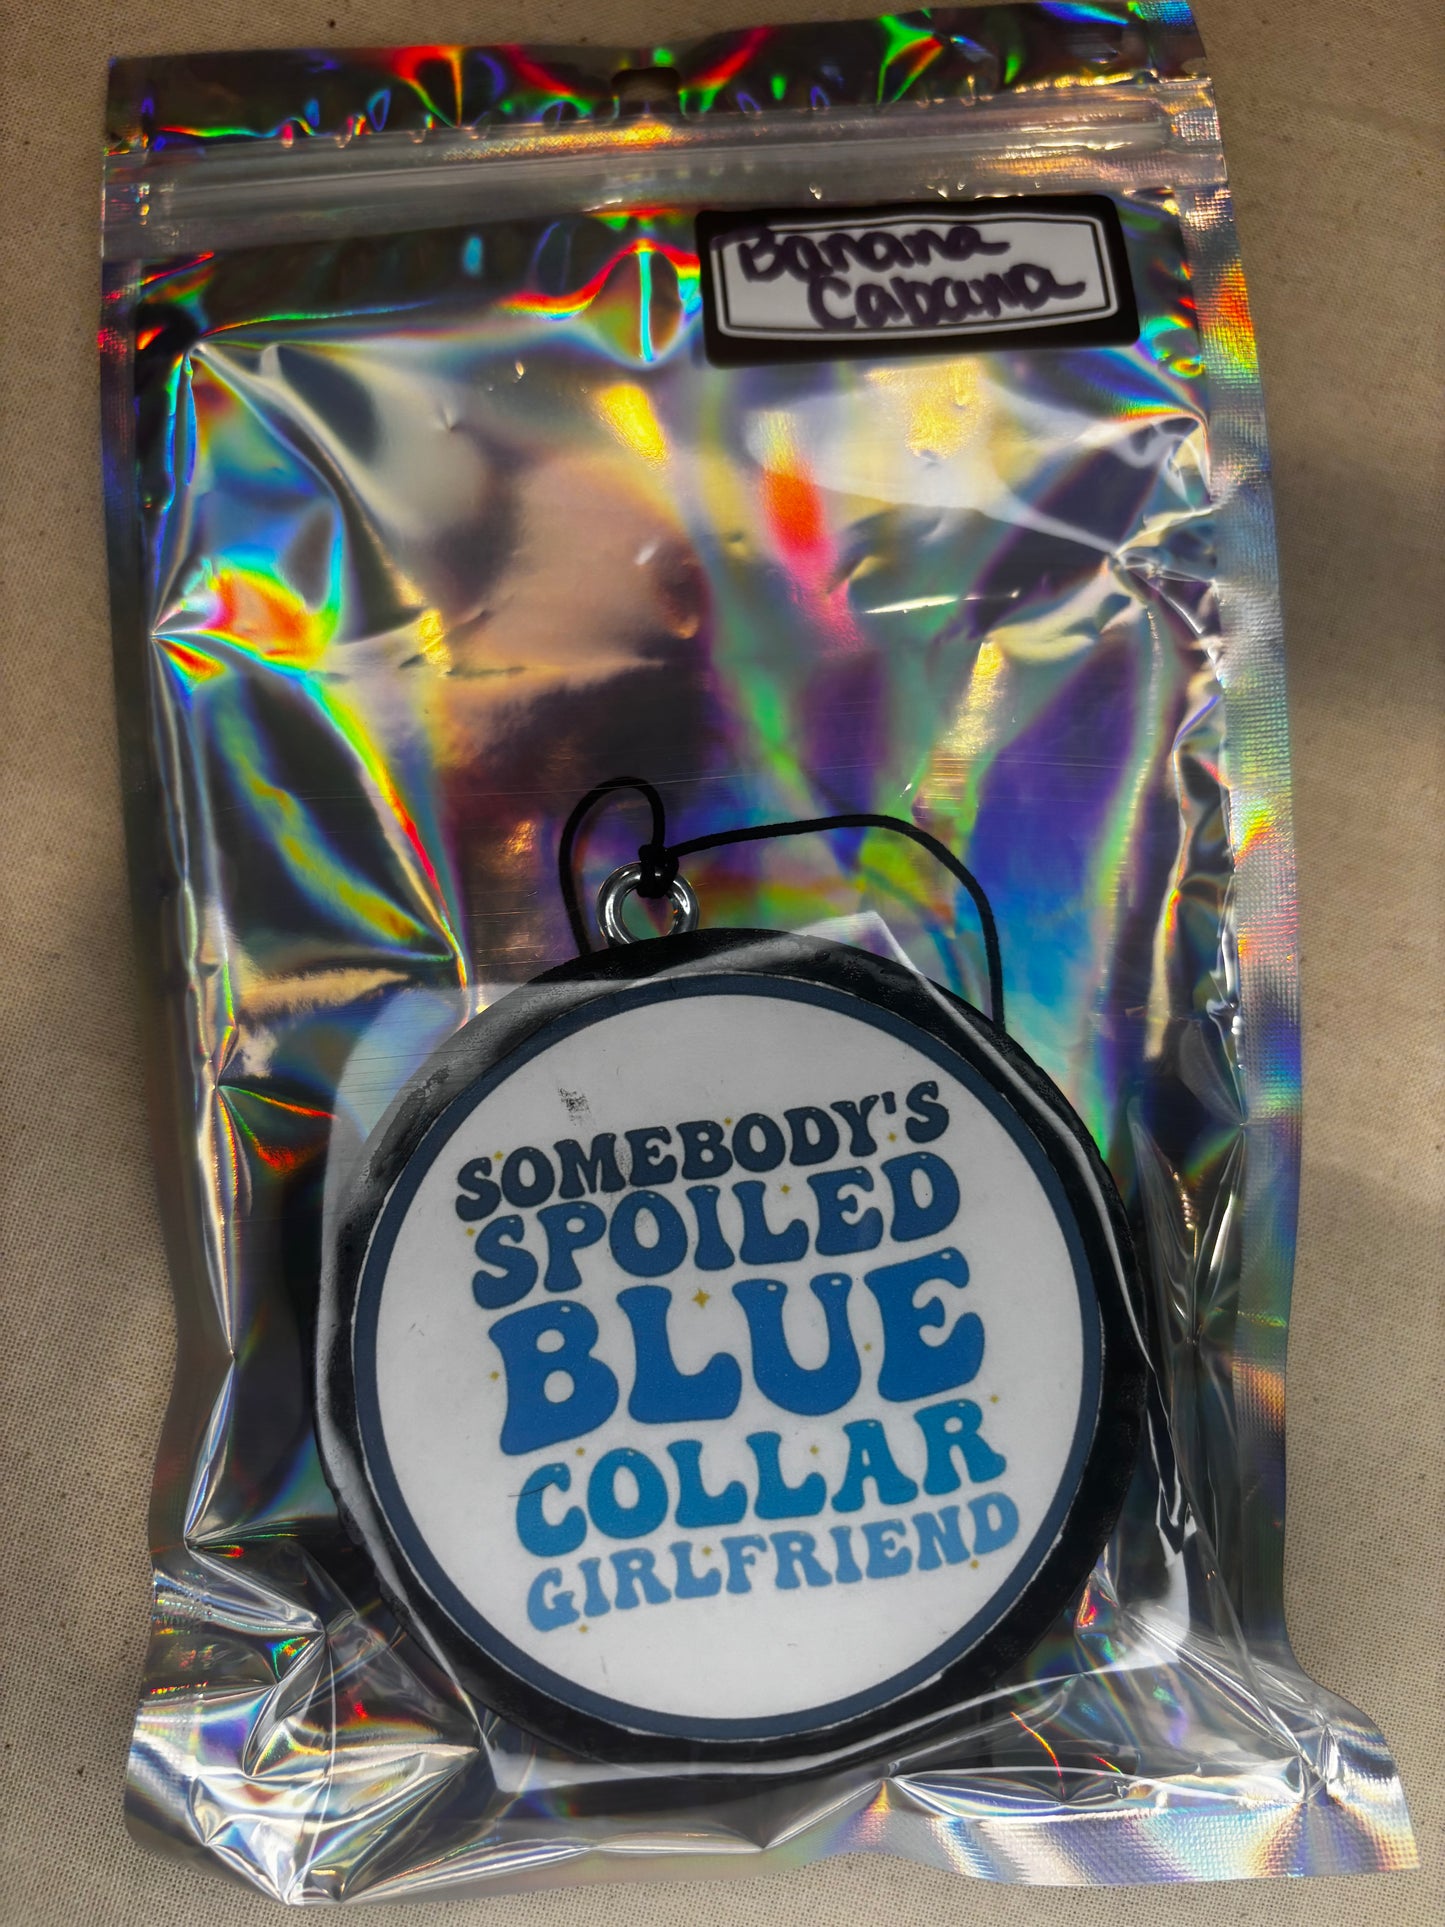 Banana
Cabana
SOMEBODY'S
SPOILED
BLUE
COLLAR
GIRLFRIEND